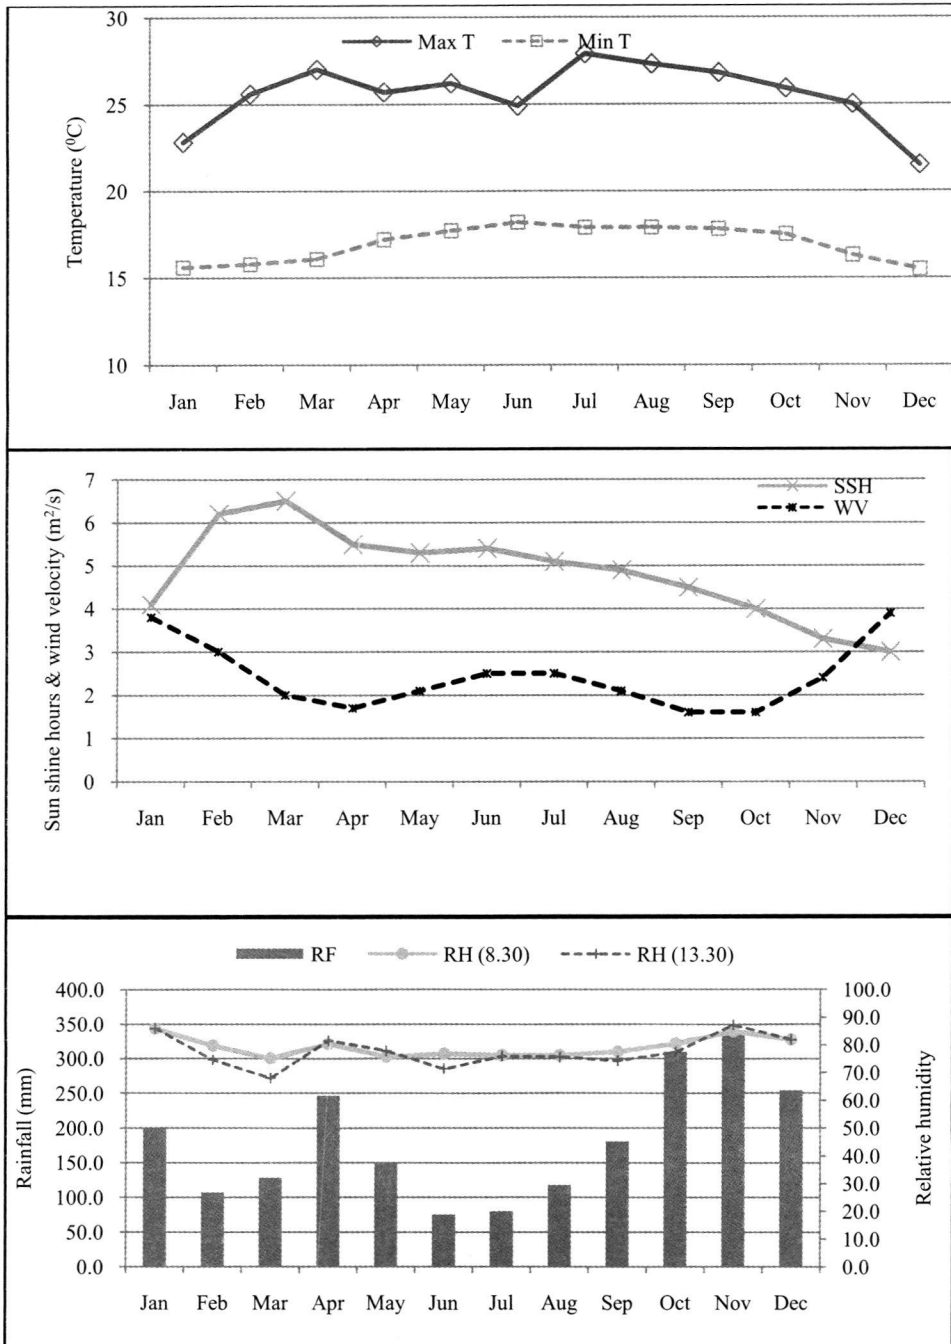 Max T Min T
Temperature (⁰C)
30
25
20
15
10
Jan Feb Mar Apr May Jun Jul Aug Sep Oct Nov Dec
SSH
WV
Sun shine hours & wind velocity (m²/s)
7
6
5
4
3
2
1
0
Jan Feb Mar Apr May Jun Jul Aug Sep Oct Nov Dec
RF RH (8.30) RH (13.30)
Rainfall (mm)
400.0 100.0
350.0 90.0
300.0 80.0
250.0 70.0
200.0 60.0
150.0 50.0
100.0 40.0
50.0 30.0
0.0 20.0
10.0
0.0
Relative humidity
Jan Feb Mar Apr May Jun Jul Aug Sep Oct Nov Dec